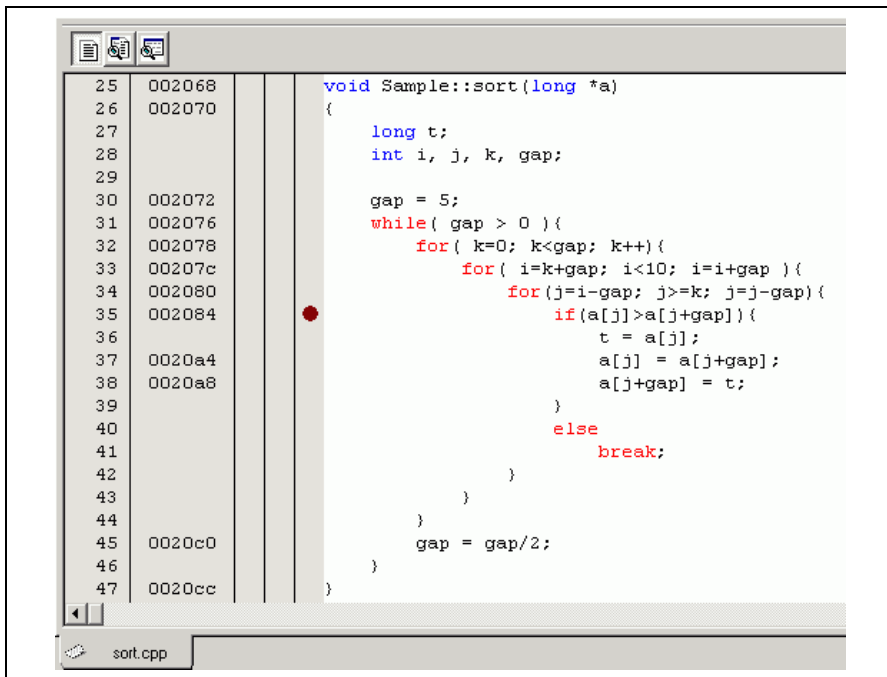 25 002068 void Sample::sort(long *a)
26 002070 {
27 long t;
28 int i, j, k, gap;
29
30 002072 gap = 5;
31 002076 while( gap > 0 ){
32 002078 for( k=0; k<gap; k++){
33 00207c for( i=k+gap; i<10; i=i+gap ){
34 002080 for(j=i-gap; j>=k; j=j-gap){
35 002084 if(a[j]>a[j+gap]){
36 t = a[j];
37 0020a4 a[j] = a[j+gap];
38 0020a8 a[j+gap] = t;
39 }
40 else
41 break;
42 }
43 }
44 }
45 0020c0 gap = gap/2;
46 }
47 0020cc }
sort.cpp